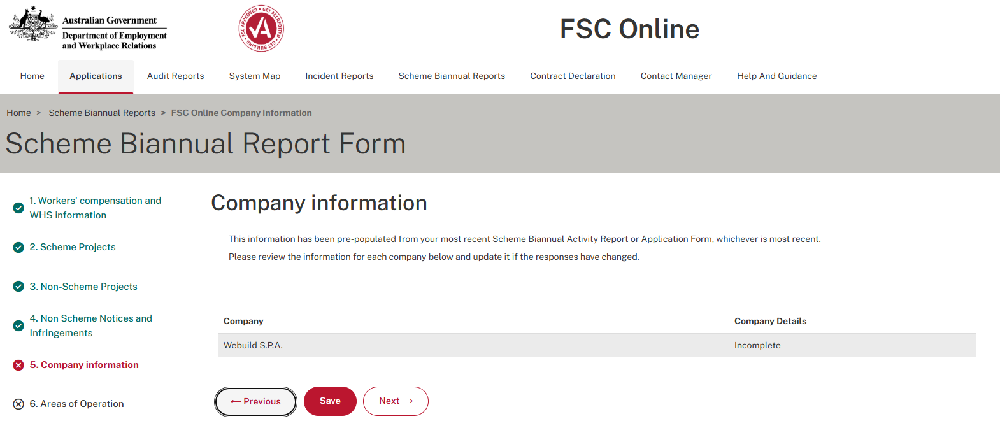 Australian Government
Department of Employment
and Workplace Relations
FSC APPROVED • GET ACCREDITED • GET BUILDING •
FSC Online
Home
Applications
Audit Reports
System Map
Incident Reports
Scheme Biannual Reports
Contract Declaration
Contact Manager
Help And Guidance
Home > Scheme Biannual Reports > FSC Online Company information
Scheme Biannual Report Form
1. Workers' compensation and
WHS information
2. Scheme Projects
3. Non-Scheme Projects
4. Non Scheme Notices and
Infringements
5. Company information
6. Areas of Operation
Company information
This information has been pre-populated from your most recent Scheme Biannual Activity Report or Application Form, whichever is most recent.
Please review the information for each company below and update it if the responses have changed.
Company Company Details
Webuild S.P.A. Incomplete
← Previous
Save
Next →